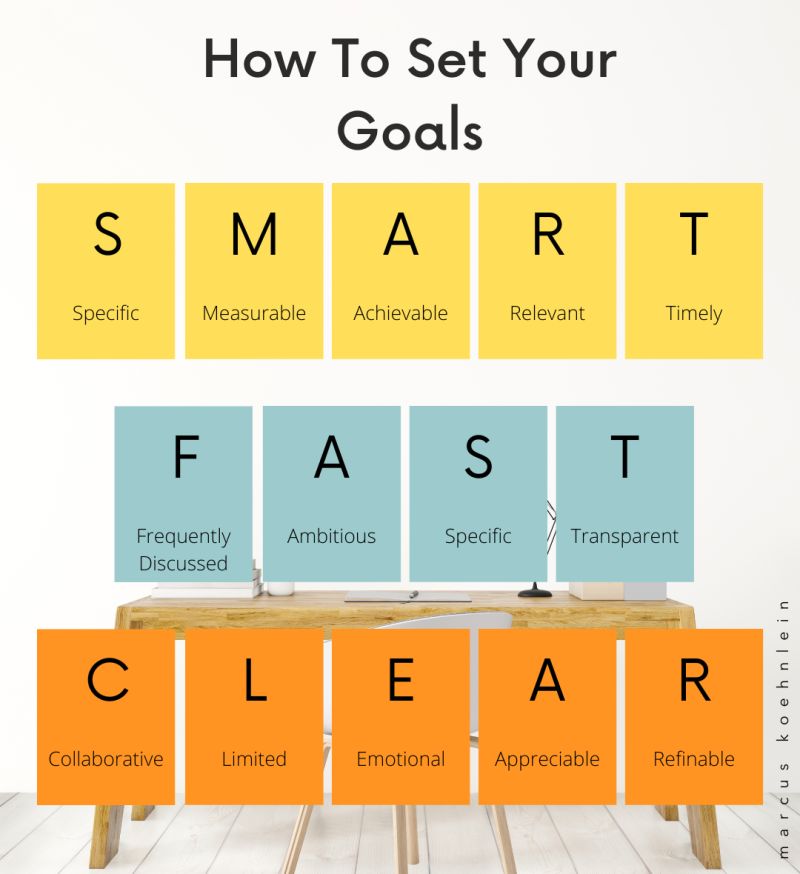 How To Set Your
Goals
S M A R T
Specific Measurable Achievable Relevant Timely
F A S T
Frequently Discussed Ambitious Specific Transparent
C L E A R
Collaborative Limited Emotional Appreciable Refinable
marcus koehnlein